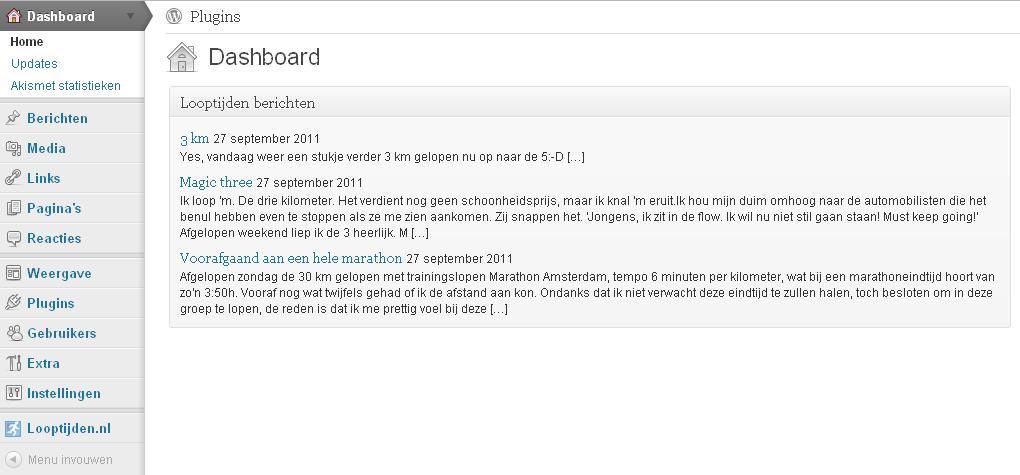 Dashboard
Home
Updates
Akismet statistieken
Berichten
Media
Links
Pagina's
Reacties
Weergave
Plugins
Gebruikers
Extra
Instellingen
Looptijden.nl
Menu invouwen
Plugins
Dashboard
Looptijden berichten
3 km 27 september 2011
Yes, vandaag weer een stukje verder 3 km gelopen nu op naar de 5:-D [...]
Magic three 27 september 2011
Ik loop 'm. De drie kilometer. Het verdient nog geen schoonheidsprijs, maar ik knal 'm eruit.Ik hou mijn duim omhoog naar de automobilisten die het
benul hebben even te stoppen als ze me zien aankomen. Zij snappen het. 'Jongens, ik zit in de flow. Ik wil nu niet stil gaan staan! Must keep going!'
Afgelopen weekend liep ik de 3 heerlijk. M [...]
Voorafgaand aan een hele marathon 27 september 2011
Afgelopen zondag de 30 km gelopen met trainingslopen Marathon Amsterdam, tempo 6 minuten per kilometer, wat bij een marathoneindtijd hoort van
zo'n 3:50h. Vooraf nog wat twijfels gehad of ik de afstand aan kon. Ondanks dat ik niet verwacht deze eindtijd te zullen halen, toch besloten om in deze
groep te lopen, de reden is dat ik me prettig voel bij deze [...]